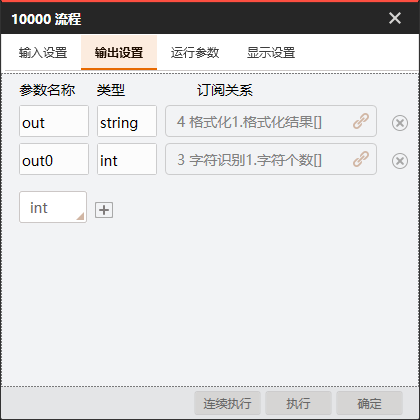 10000 流程
输入设置 输出设置 运行参数 显示设置
参数名称 类型 订阅关系
out string 4 格式化1.格式化结果[]
out0 int 3 字符识别1.字符个数[]
int
连续执行 执行 确定